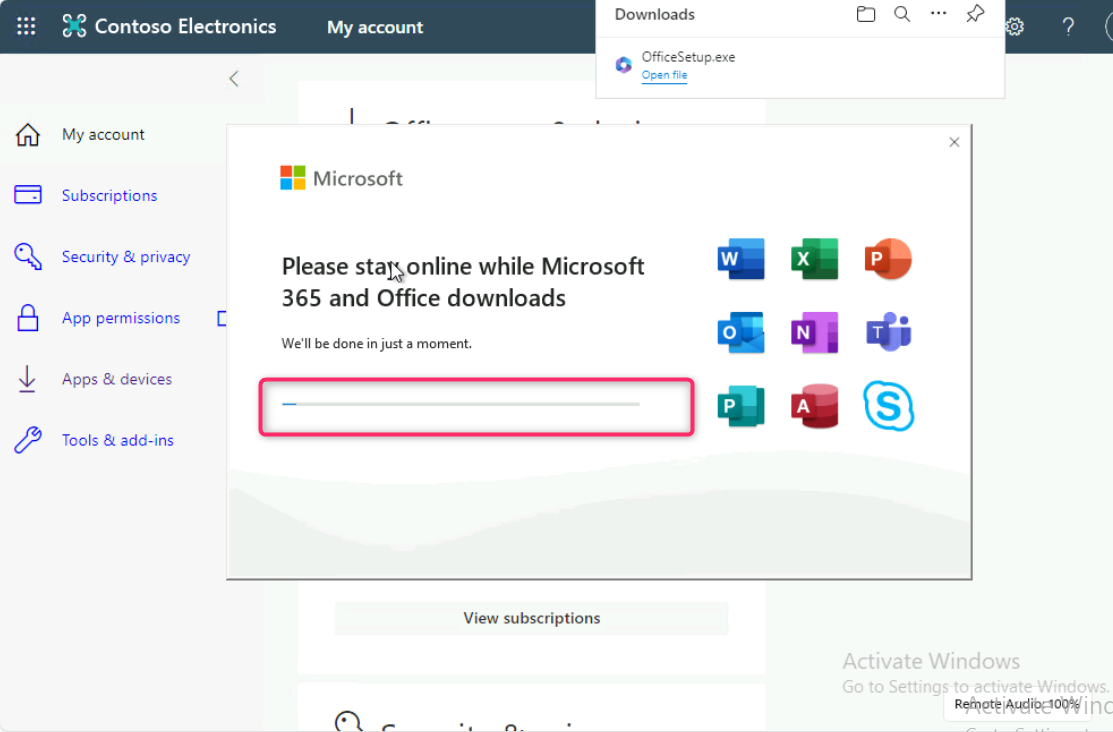 Contoso Electronics
My account
Downloads
OfficeSetup.exe
Open file
My account
Subscriptions
Security & privacy
App permissions
Apps & devices
Tools & add-ins
Microsoft
Please stay online while Microsoft
365 and Office downloads
We'll be done in just a moment.
W
X
P
O
N
T
P
A
S
View subscriptions
Activate Windows
Go to Settings to activate Windows.
Remote Audio: 100%
Activate Wind